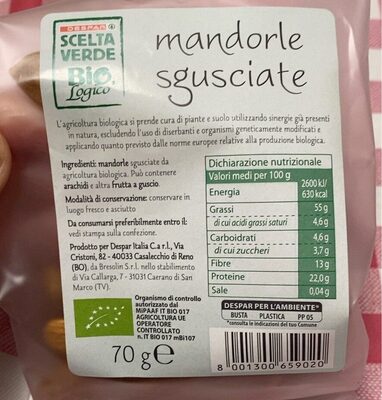 DESPAR
SCELTA
VERDE
BIO,
Logico
mandorle
sgusciate
L'agricoltura biologica si prende cura di piante e suolo utilizzando sinergie già presenti
in natura, escludendo l'uso di diserbanti e organismi geneticamente modificati e
applicando quanto previsto dalle norme europee relative alla produzione biologica.
Ingredienti: mandorle sgusciate da
agricoltura biologica. Può contenere
arachidi e altra frutta a guscio.
Modalità di conservazione: conservare in
luogo fresco e asciutto
Da consumarsi preferibilmente entro il:
vedi stampa sulla confezione.
Prodotto per Despar Italia C.a r.l., Via
Cristoni, 82 - 40033 Casalecchio di Reno
(BO), da Bresolin S.r.l. nello stabilimento
di Via Callarga, 7 - 31031 Caerano di San
Marco (TV).
Dichiarazione nutrizionale
Valori medi per 100 g
Energia 2600 kJ/
630 kcal
Grassi 55 g
di cui acidi grassi saturi 4,6g
Carboidrati 4,6g
di cui zuccheri 3,7 g
Fibre 13g
Proteine 22,0g
Sale 0,04 g
Organismo di controllo
autorizzato dal
MIPAAF IT BIO 017
AGRICOLTURA UE
OPERATORE
CONTROLLATO
n. IT BIO 017 mBi107
70 g e
DESPAR PER L'AMBIENTE*
BUSTA PLASTICA PP 05
*consulta le indicazioni del tuo Comune
8 001300 659020